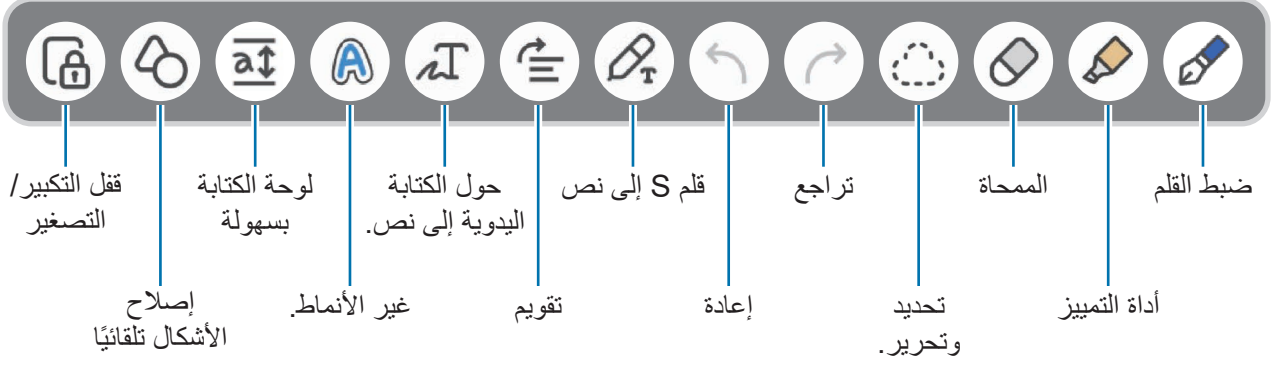 ضبط القلم
الممحاة
تراجع
قلم S إلى نص
حول الكتابة
اليدوية إلى نص.
لوحة الكتابة
بسهولة
قفل التكبير/
التصغير
أداة التمييز
تحديد
وتحرير.
إعادة
تقويم
غير الأنماط.
إصلاح
الأشكال تلقائيًا